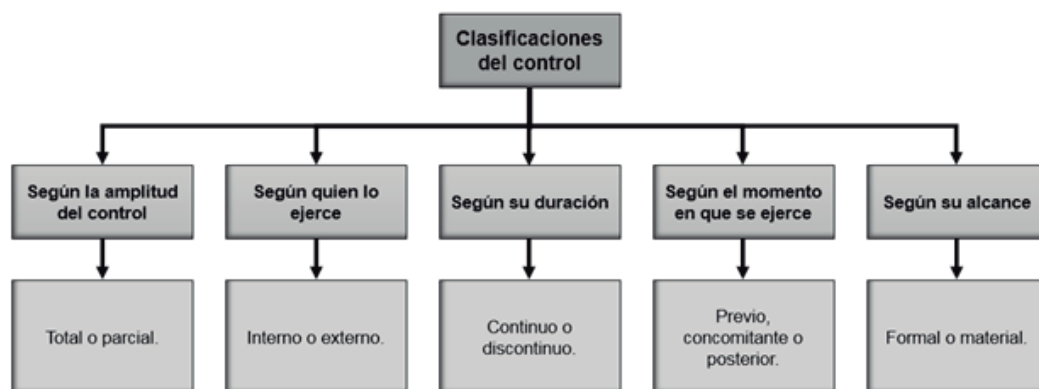 Clasificaciones
del control
Según la amplitud
del control
Según quien lo
ejerce
Según su duración
Según el momento
en que se ejerce
Según su alcance
Total o parcial.
Interno o externo.
Continuo o
discontinuo.
Previo,
concomitante o
posterior.
Formal o material.